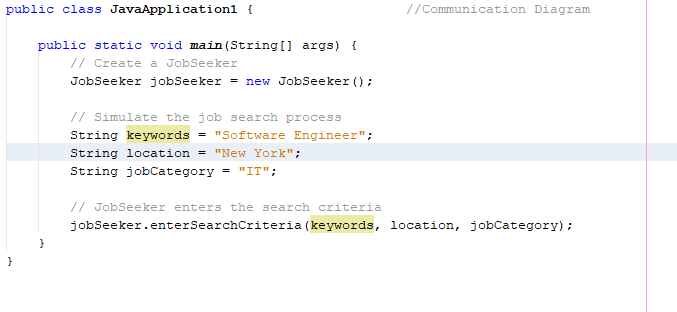 public class JavaApplication1 {                    //Communication Diagram
    public static void main(String[] args) {
        // Create a JobSeeker
        JobSeeker jobSeeker = new JobSeeker();
        // Simulate the job search process
        String keywords = "Software Engineer";
        String location = "New York";
        String jobCategory = "IT";
        // JobSeeker enters the search criteria
        jobSeeker.enterSearchCriteria(keywords, location, jobCategory);
    }
}